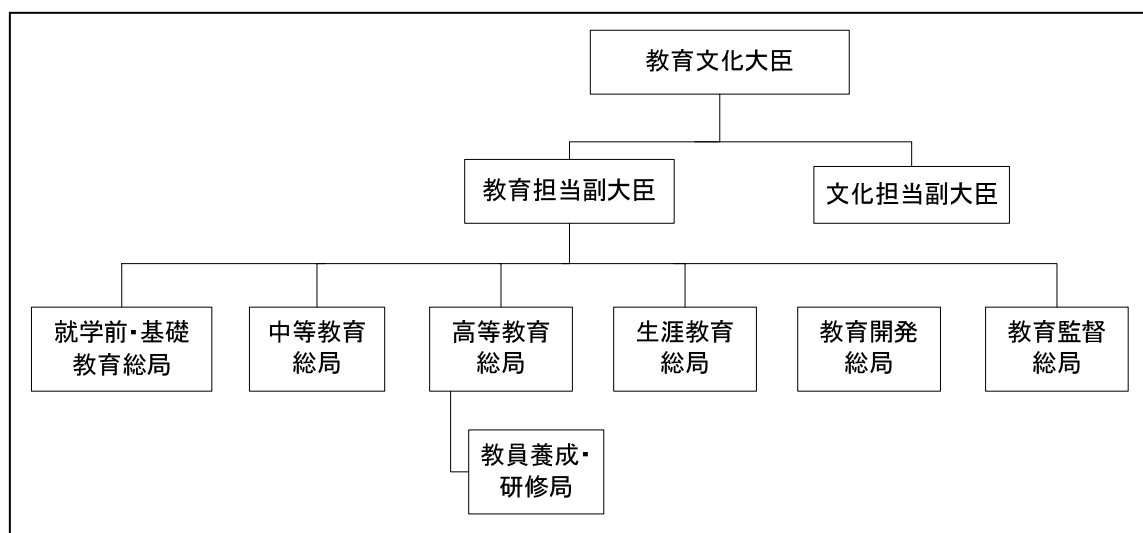 教育文化大臣
教育担当副大臣
文化担当副大臣
就学前・基礎
教育総局
中等教育
総局
高等教育
総局
生涯教育
総局
教育開発
総局
教育監督
総局
教員養成・
研修局